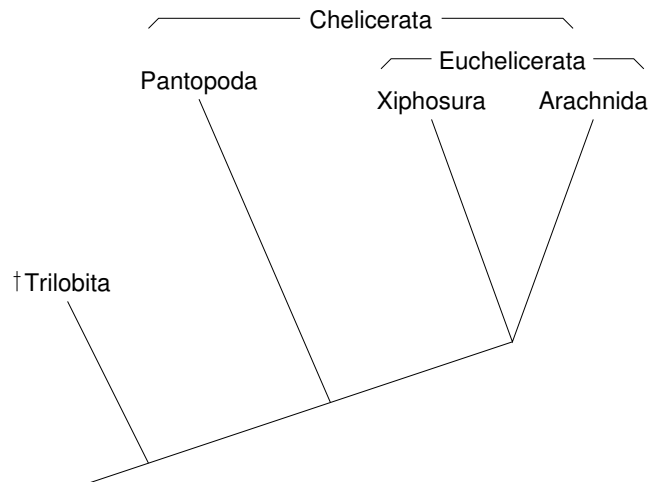 Chelicerata
Euchelicerata
Pantopoda
Xiphosura Arachnida
†Trilobita